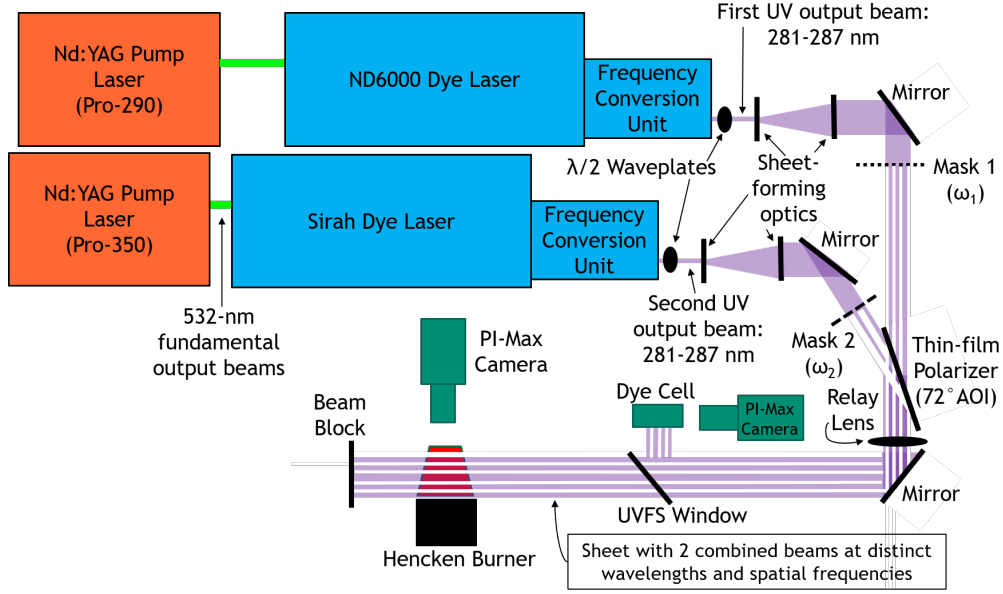 Nd:YAG Pump
Laser
(Pro-290)
ND6000 Dye Laser
Frequency
Conversion
Unit
First UV output beam:
281-287 nm
Mirror
Mask 1
(ω1)
λ/2 Waveplates
Sheet-
forming
optics
Nd:YAG Pump
Laser
(Pro-350)
Sirah Dye Laser
Frequency
Conversion
Unit
Mirror
Second UV
output beam:
281-287 nm
Mask 2
(ω2)
Thin-film
Polarizer
(72°AOI)
532-nm
fundamental
output beams
PI-Max
Camera
Dye Cell
PI-Max
Camera
Relay
Lens
Beam
Block
Mirror
UVFS Window
Hencken Burner
Sheet with 2 combined beams at distinct
wavelengths and spatial frequencies